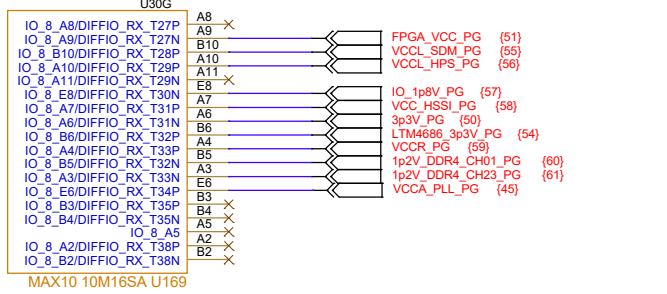 U30G
IO_8_A8/DIFFIO_RX_T27P A8
IO_8_A9/DIFFIO_RX_T27N A9 FPGA_VCC_PG {51}
IO_8_B10/DIFFIO_RX_T28P B10 VCCL_SDM_PG {55}
IO_8_A10/DIFFIO_RX_T29P A10 VCCL_HPS_PG {56}
IO_8_A11/DIFFIO_RX_T29N A11
IO_8_E8/DIFFIO_RX_T30N E8 IO_1p8V_PG {57}
IO_8_A7/DIFFIO_RX_T31P A7 VCC_HSSI_PG {58}
IO_8_A6/DIFFIO_RX_T31N A6 3p3V_PG {50}
IO_8_B6/DIFFIO_RX_T32P B6 LTM4686_3p3V_PG {54}
IO_8_A4/DIFFIO_RX_T33P A4 VCCR_PG {59}
IO_8_B5/DIFFIO_RX_T32N B5 1p2V_DDR4_CH01_PG {60}
IO_8_A3/DIFFIO_RX_T33N A3 1p2V_DDR4_CH23_PG {61}
IO_8_E6/DIFFIO_RX_T34P E6 VCCA_PLL_PG {45}
IO_8_B3/DIFFIO_RX_T35P B3
IO_8_B4/DIFFIO_RX_T35N B4
IO_8_A5 A5
IO_8_A2/DIFFIO_RX_T38P A2
IO_8_B2/DIFFIO_RX_T38N B2
MAX10 10M16SA U169